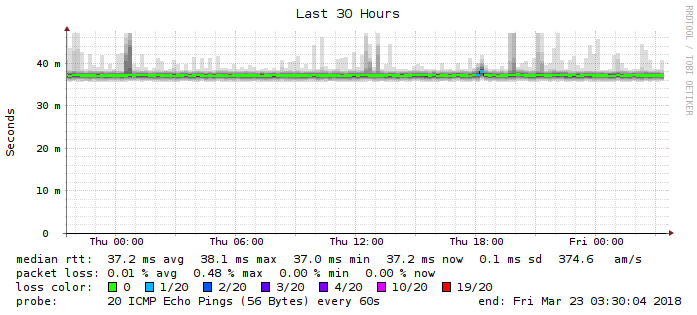 Last 30 Hours
RRDTOOL / TOBI OETIKER
Seconds
40 m
30 m
20 m
10 m
0
Thu 00:00 Thu 06:00 Thu 12:00 Thu 18:00 Fri 00:00
median rtt: 37.2 ms avg 38.1 ms max 37.0 ms min 37.2 ms now 0.1 ms sd 374.6 am/s
packet loss: 0.01 % avg 0.48 % max 0.00 % min 0.00 % now
loss color: 0 1/20 2/20 3/20 4/20 10/20 19/20
probe: 20 ICMP Echo Pings (56 Bytes) every 60s end: Fri Mar 23 03:30:04 2018